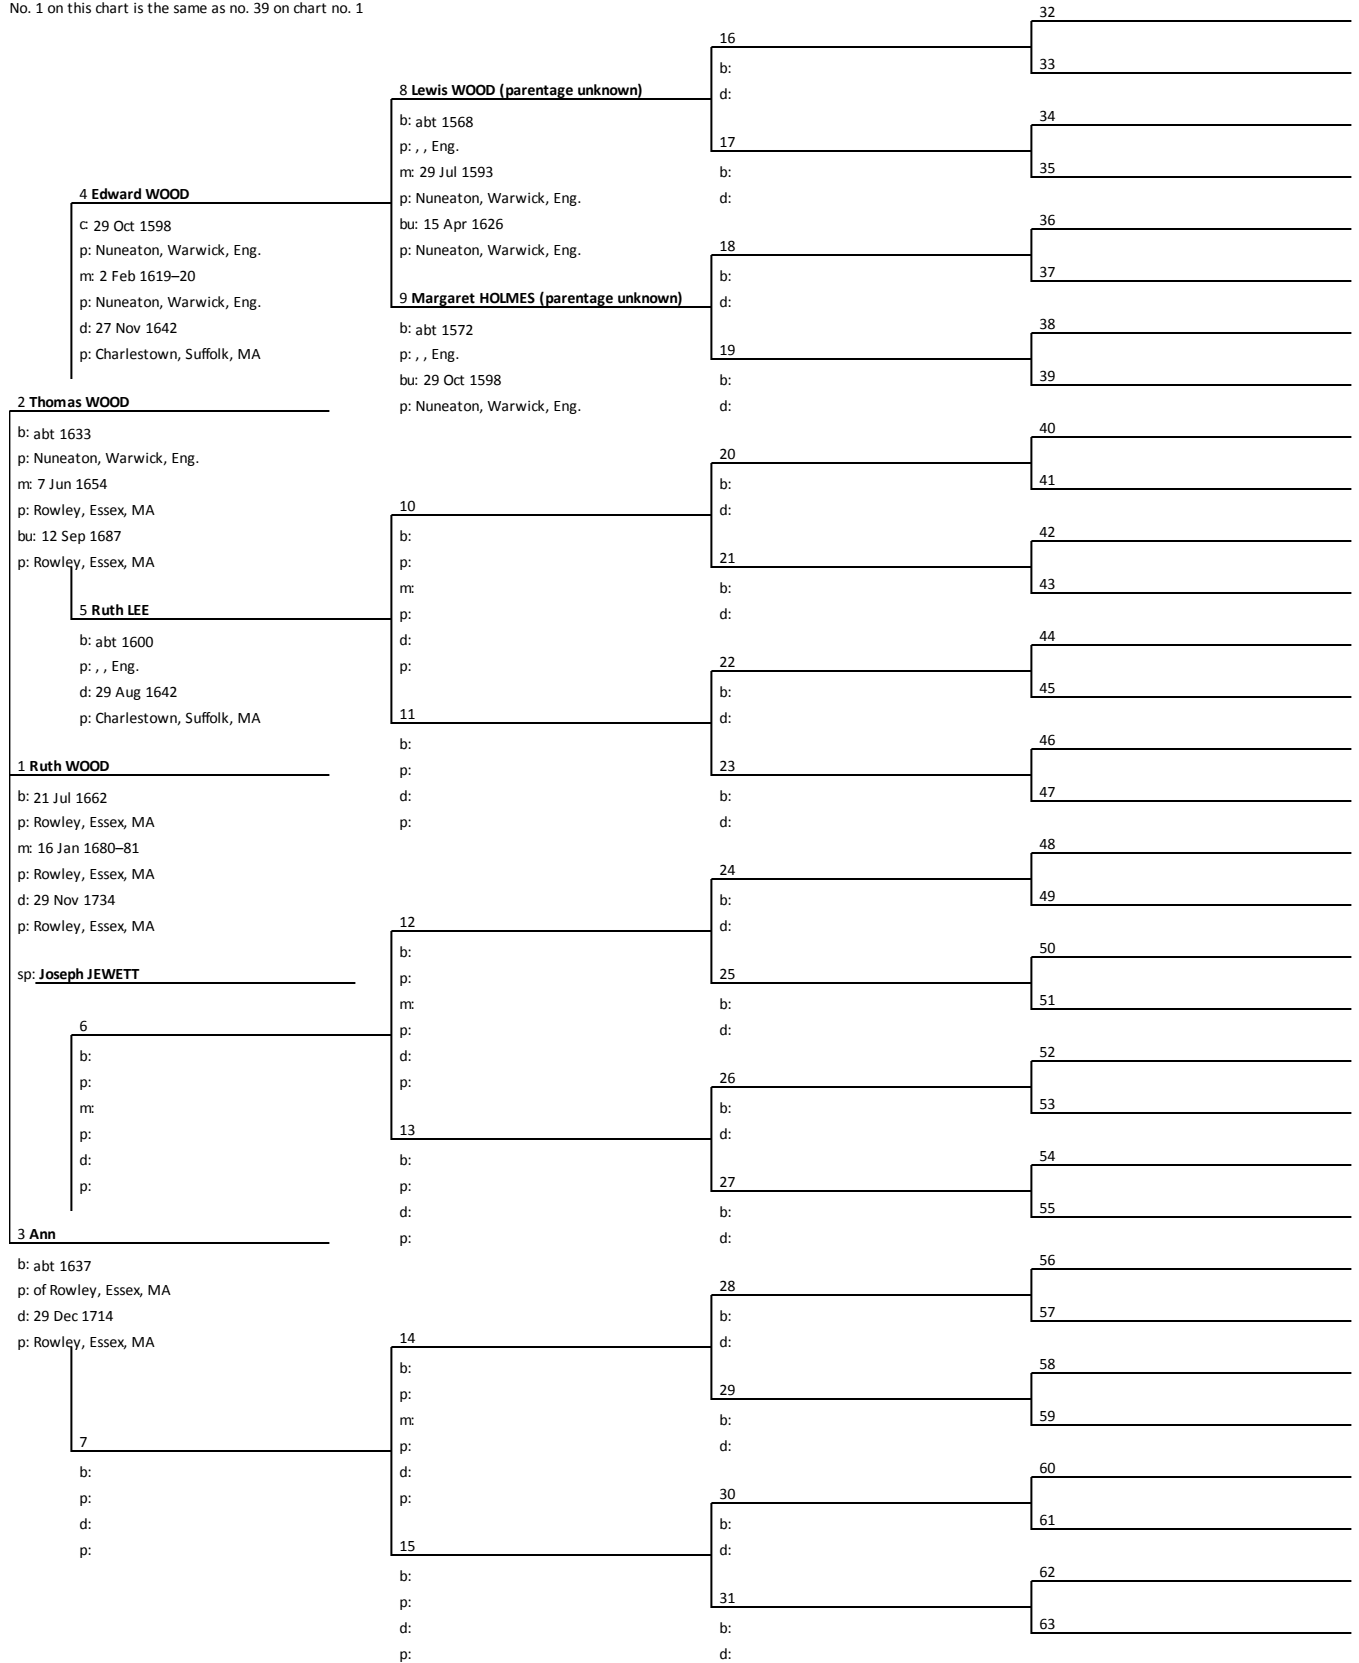 No. 1 on this chart is the same as no. 39 on chart no. 1
4 Edward WOOD
c: 29 Oct 1598
p: Nuneaton, Warwick, Eng.
m: 2 Feb 1619–20
p: Nuneaton, Warwick, Eng.
d: 27 Nov 1642
p: Charlestown, Suffolk, MA
2 Thomas WOOD
b: abt 1633
p: Nuneaton, Warwick, Eng.
m: 7 Jun 1654
p: Rowley, Essex, MA
bu: 12 Sep 1687
p: Rowley, Essex, MA
5 Ruth LEE
b: abt 1600
p: , , Eng.
d: 29 Aug 1642
p: Charlestown, Suffolk, MA
1 Ruth WOOD
b: 21 Jul 1662
p: Rowley, Essex, MA
m: 16 Jan 1680–81
p: Rowley, Essex, MA
d: 29 Nov 1734
p: Rowley, Essex, MA
sp: Joseph JEWETT
6
b:
p:
m:
p:
d:
p:
3 Ann
b: abt 1637
p: of Rowley, Essex, MA
d: 29 Dec 1714
p: Rowley, Essex, MA
7
b:
p:
d:
p:
8 Lewis WOOD (parentage unknown)
b: abt 1568
p: , , Eng.
m: 29 Jul 1593
p: Nuneaton, Warwick, Eng.
bu: 15 Apr 1626
p: Nuneaton, Warwick, Eng.
9 Margaret HOLMES (parentage unknown)
b: abt 1572
p: , , Eng.
bu: 29 Oct 1598
p: Nuneaton, Warwick, Eng.
10
b:
p:
m:
p:
d:
p:
11
b:
p:
d:
p:
12
b:
p:
m:
p:
d:
p:
13
b:
p:
d:
p:
14
b:
p:
m:
p:
d:
p:
15
b:
p:
d:
p:
16
b:
d:
17
b:
d:
18
b:
d:
19
b:
d:
20
b:
d:
21
b:
d:
22
b:
d:
23
b:
d:
24
b:
d:
25
b:
d:
26
b:
d:
27
b:
d:
28
b:
d:
29
b:
d:
30
b:
d:
31
b:
d:
32
33
34
35
36
37
38
39
40
41
42
43
44
45
46
47
48
49
50
51
52
53
54
55
56
57
58
59
60
61
62
63